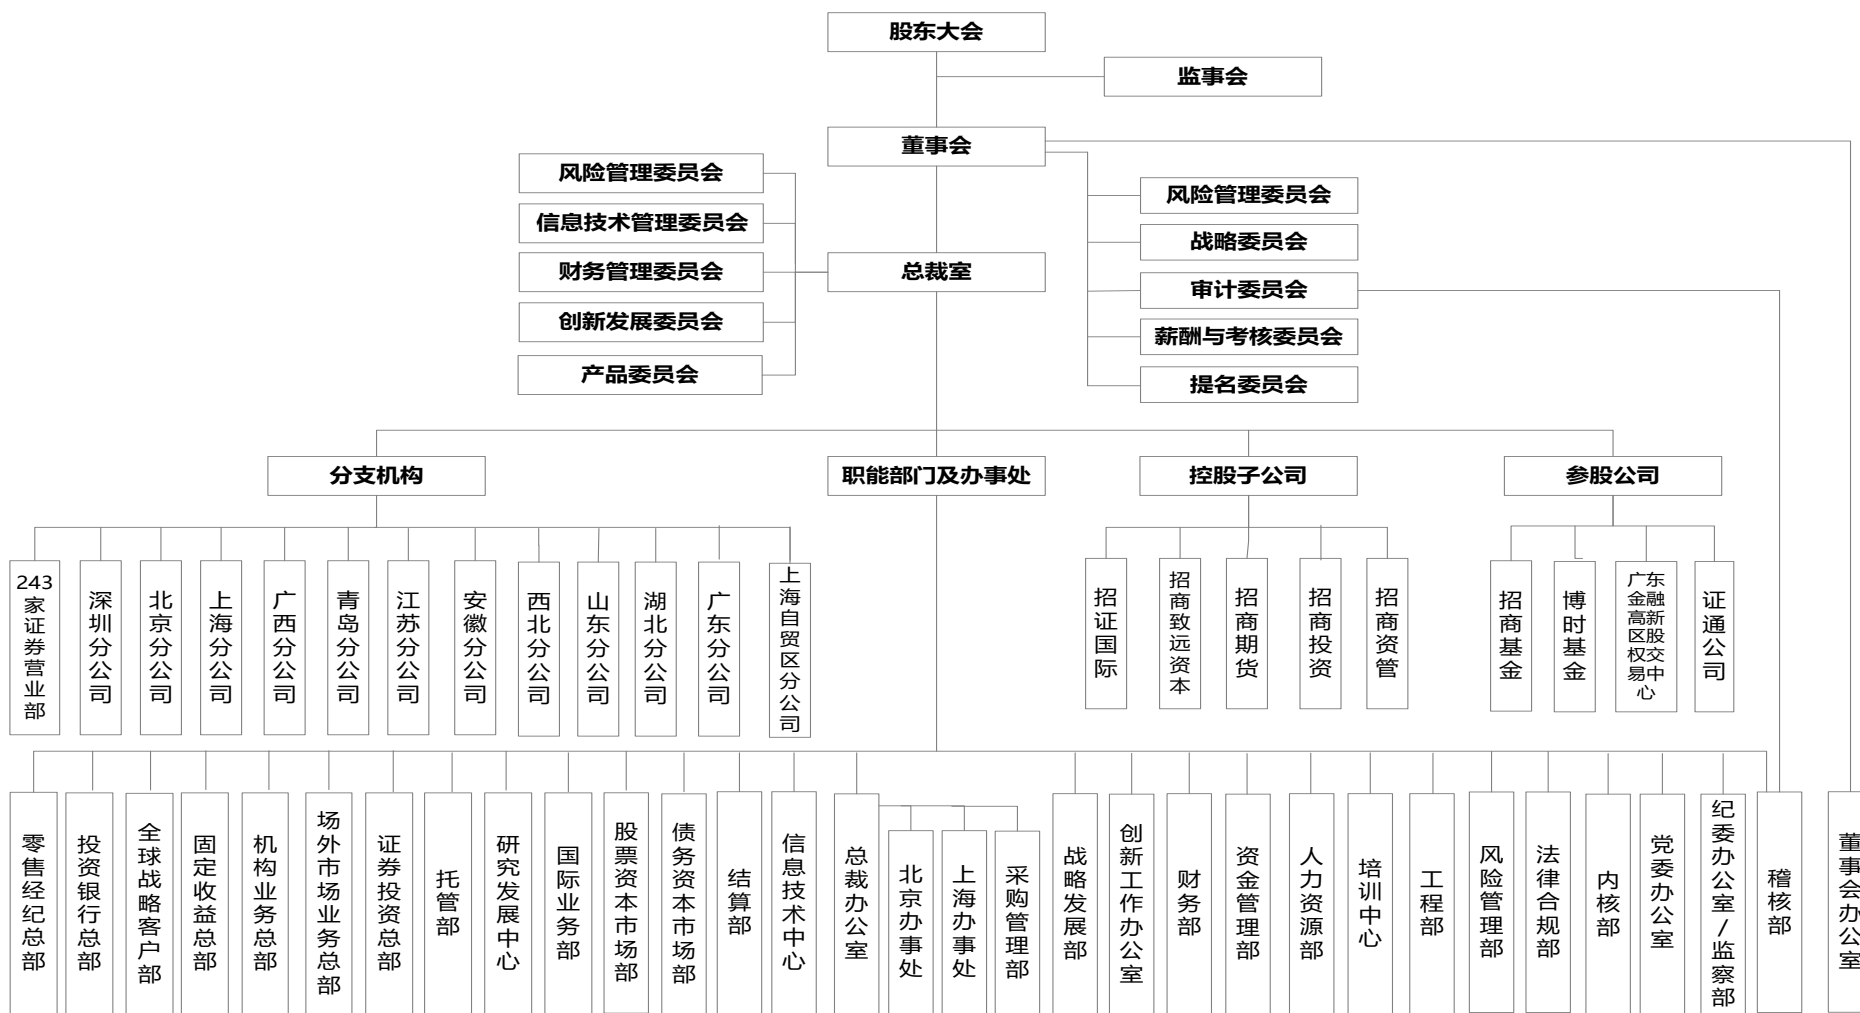 股东大会
监事会
董事会
风险管理委员会
信息技术管理委员会
财务管理委员会
创新发展委员会
产品委员会
总裁室
风险管理委员会
战略委员会
审计委员会
薪酬与考核委员会
提名委员会
分支机构
职能部门及办事处
控股子公司
参股公司
243家证券营业部
深圳分公司
北京分公司
上海分公司
广西分公司
青岛分公司
江苏分公司
安徽分公司
西北分公司
山东分公司
湖北分公司
广东分公司
上海自贸区分公司
招证国际
招商致远资本
招商期货
招商投资
招商资管
招商基金
博时基金
广东金融高新区股权交易中心
证通公司
零售经纪总部
投资银行总部
全球战略客户部
固定收益总部
机构业务总部
场外市场业务总部
证券投资总部
托管部
研究发展中心
国际业务部
股票资本市场部
债务资本市场部
结算部
信息技术中心
总裁办公室
北京办事处
上海办事处
采购管理部
战略发展部
创新工作办公室
财务部
资金管理部
人力资源部
培训中心
工程部
风险管理部
法律合规部
内核部
党委办公室
纪委办公室/监察部
稽核部
董事会办公室